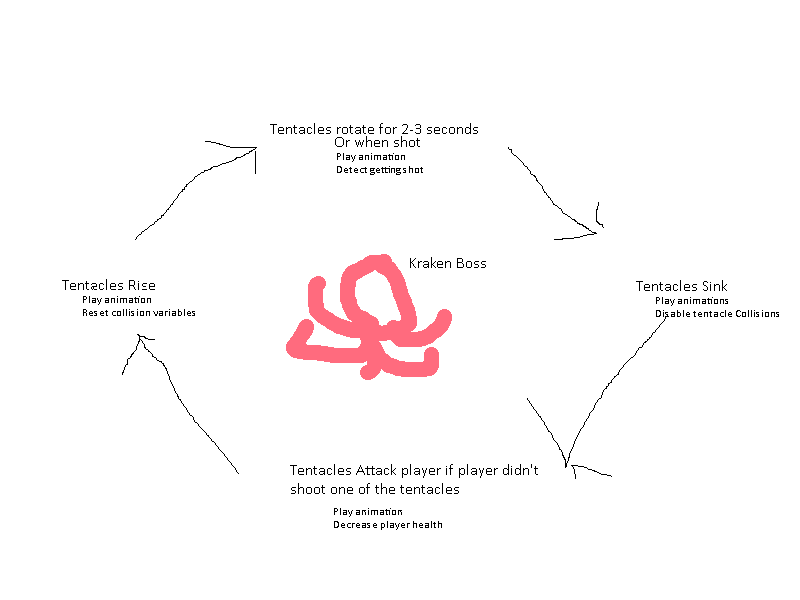 Tentacles rotate for 2-3 seconds
Or when shot
Play animation
Detect gettings hot
Kraken Boss
Tentacles Rise
Play animation
Reset collision variables
Tentacles Sink
Play animations
Disable tentacle Collisions
Tentacles Attack player if player didn't
shoot one of the tentacles
Play animation
Decrease player health